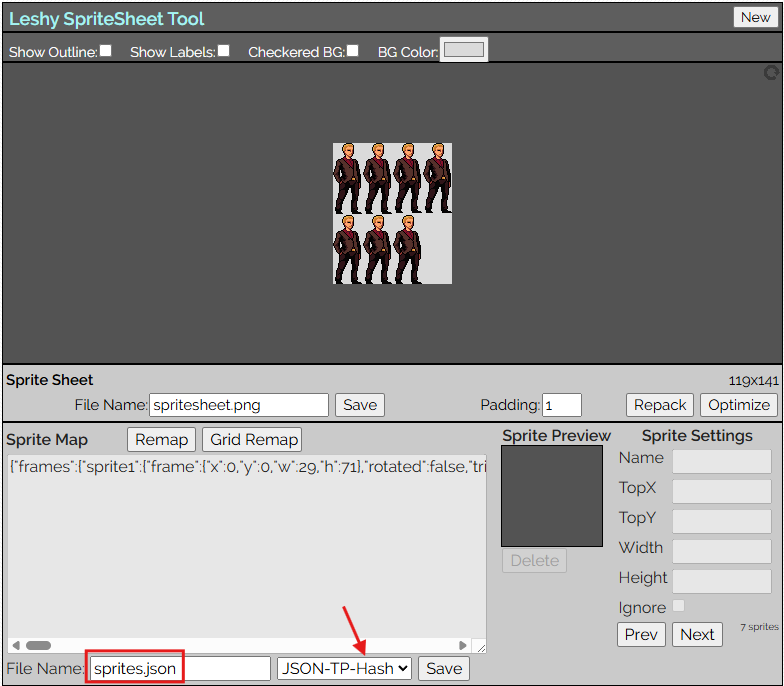 Leshy SpriteSheet Tool New
Show Outline: Show Labels: Checkered BG: BG Color:
Sprite Sheet 119x141
File Name: spritesheet.png Save Padding: 1 Repack Optimize
Sprite Map Remap Grid Remap
{"frames":{"sprite1":{"frame":{"x":0,"y":0,"w":29,"h":71},"rotated":false,"tri
File Name: sprites.json JSON-TP-Hash Save
Sprite Preview
Delete
Sprite Settings
Name
TopX
TopY
Width
Height
Ignore
Prev Next 7 sprites